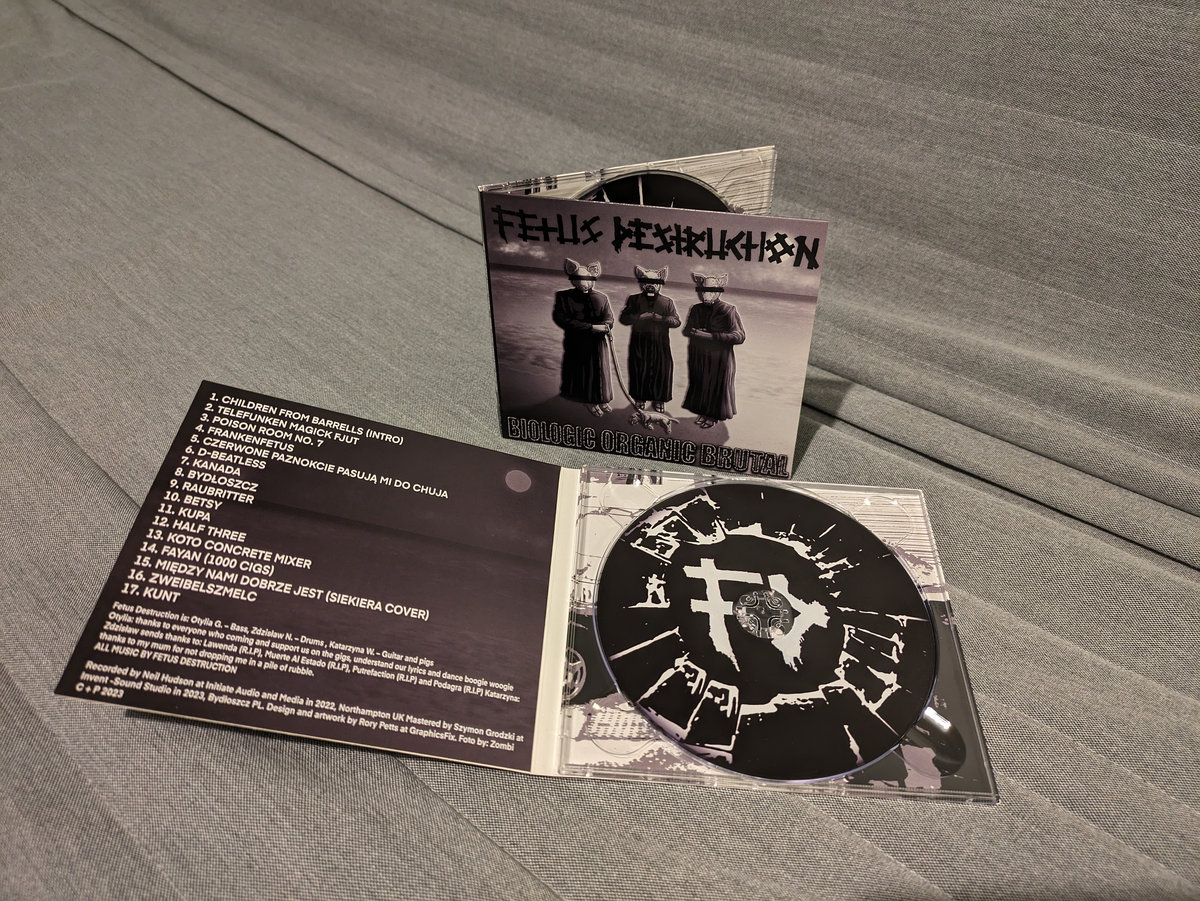 FETUS DESTRUCTION
BIOLOGIC ORGANIC BRUTAL
1. CHILDREN FROM BARRELLS (INTRO)
2. TELEFUNKEN MAGICK FJUT
3. POISON ROOM NO. 7
4. FRANKENFETUS
5. CZERWONE PAZNOKCIE PASUJĄ MI DO CHUJA
6. D-BEATLESS
7. KANADA
8. BYDŁOSZCZ
9. RAUBRITTER
10. BETSY
11. KUPA
12. HALF THREE
13. KOTO CONCRETE MIXER
14. FAYAN (1000 CIGS)
15. MIĘDZY NAMI DOBRZE JEST (SIEKIERA COVER)
16. ZWEIBELSZMELC
17. KUNT
Fetus Destruction is: Otylia G. – Bass, Zdzislaw N. – Drums , Katarzyna W. – Guitar and pigs
Otylia: thanks to everyone who coming and support us on the gigs, understand our lyrics and dance boogie woogie
Zdzislaw sends thanks to: Lawenda (R.I.P), Muerte Al Estado (R.I.P), Putrefaction (R.I.P) and Podagra (R.I.P) Katarzyna:
thanks to my mum for not dropping me in a pile of rubble.
ALL MUSIC BY FETUS DESTRUCTION
Recorded by Neil Hudson at Initiate Audio and Media in 2022, Northampton UK Mastered by Szymon Grodzki at
Invent -Sound Studio in 2023, Bydłoszcz PL. Design and artwork by Rory Petts at GraphicsFix. Foto by: Zombi
C + P 2023
FD